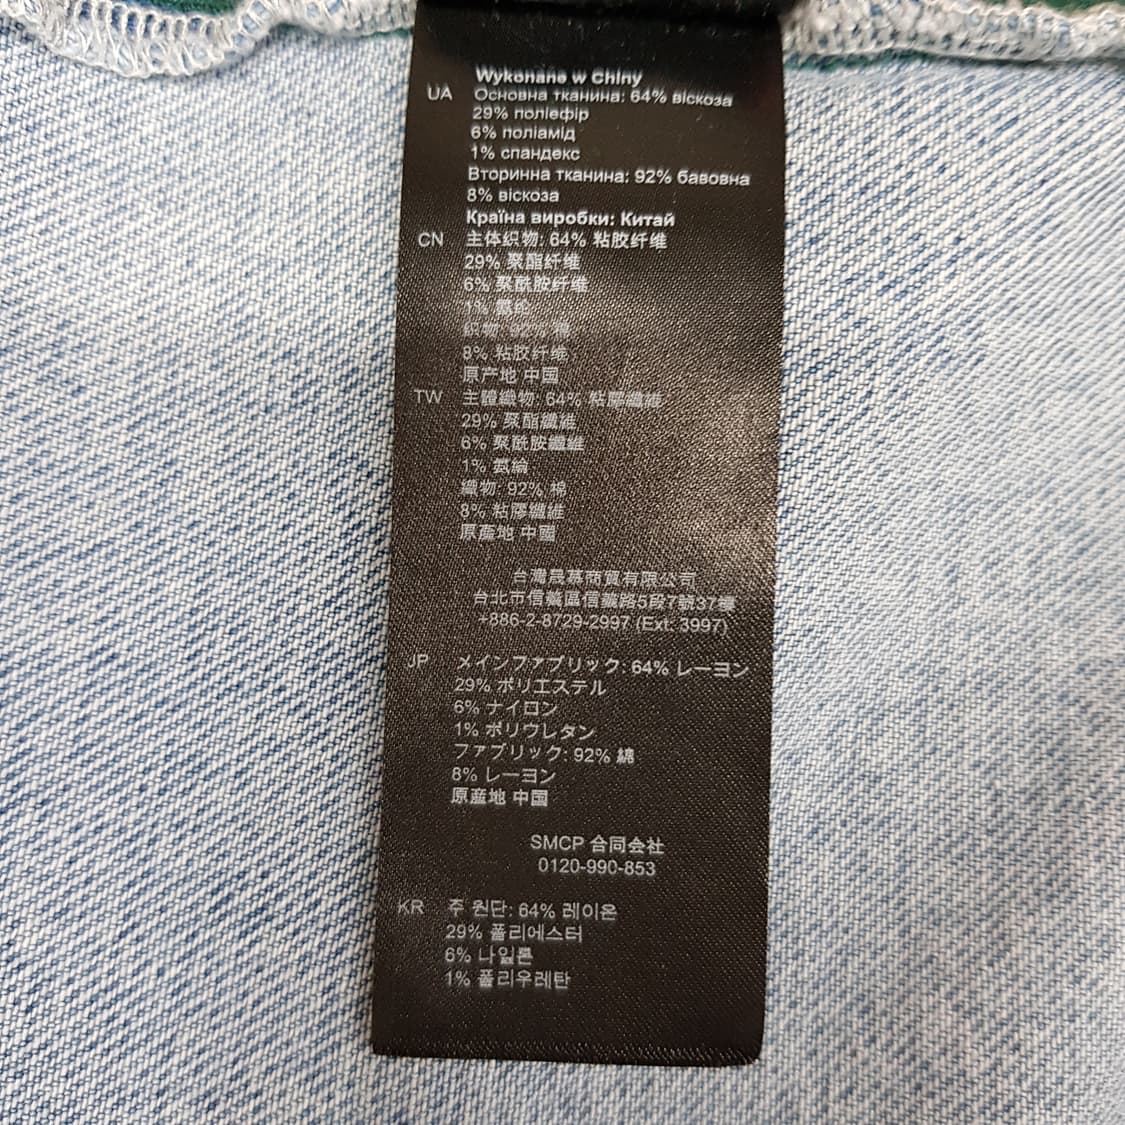 Wykonane w Chiny
UA Основна тканина: 64% віскоза
29% поліефір
6% поліамід
1% спандекс
Вторинна тканина: 92% бавовна
8% віскоза
Країна виробки: Китай
CN 主体织物: 64% 粘胶纤维
29% 聚酯纤维
6% 聚酰胺纤维
1% 氨纶
织物: 92% 棉
8% 粘胶纤维
原产地 中国
TW 主體織物: 64% 粘膠纖維
29% 聚酯纖維
6% 聚酰胺纖維
1% 氨綸
織物: 92% 棉
8% 粘膠纖維
原產地 中國
台灣晟慕商貿有限公司
台北市信義區信義路5段7號37樓
+886-2-8729-2997 (Ext. 3997)
JP メインファブリック: 64% レーヨン
29% ポリエステル
6% ナイロン
1% ポリウレタン
ファブリック: 92% 綿
8% レーヨン
原産地 中国
SMCP 合同会社
0120-990-853
KR 주 원단: 64% 레이온
29% 폴리에스터
6% 나일론
1% 폴리우레탄